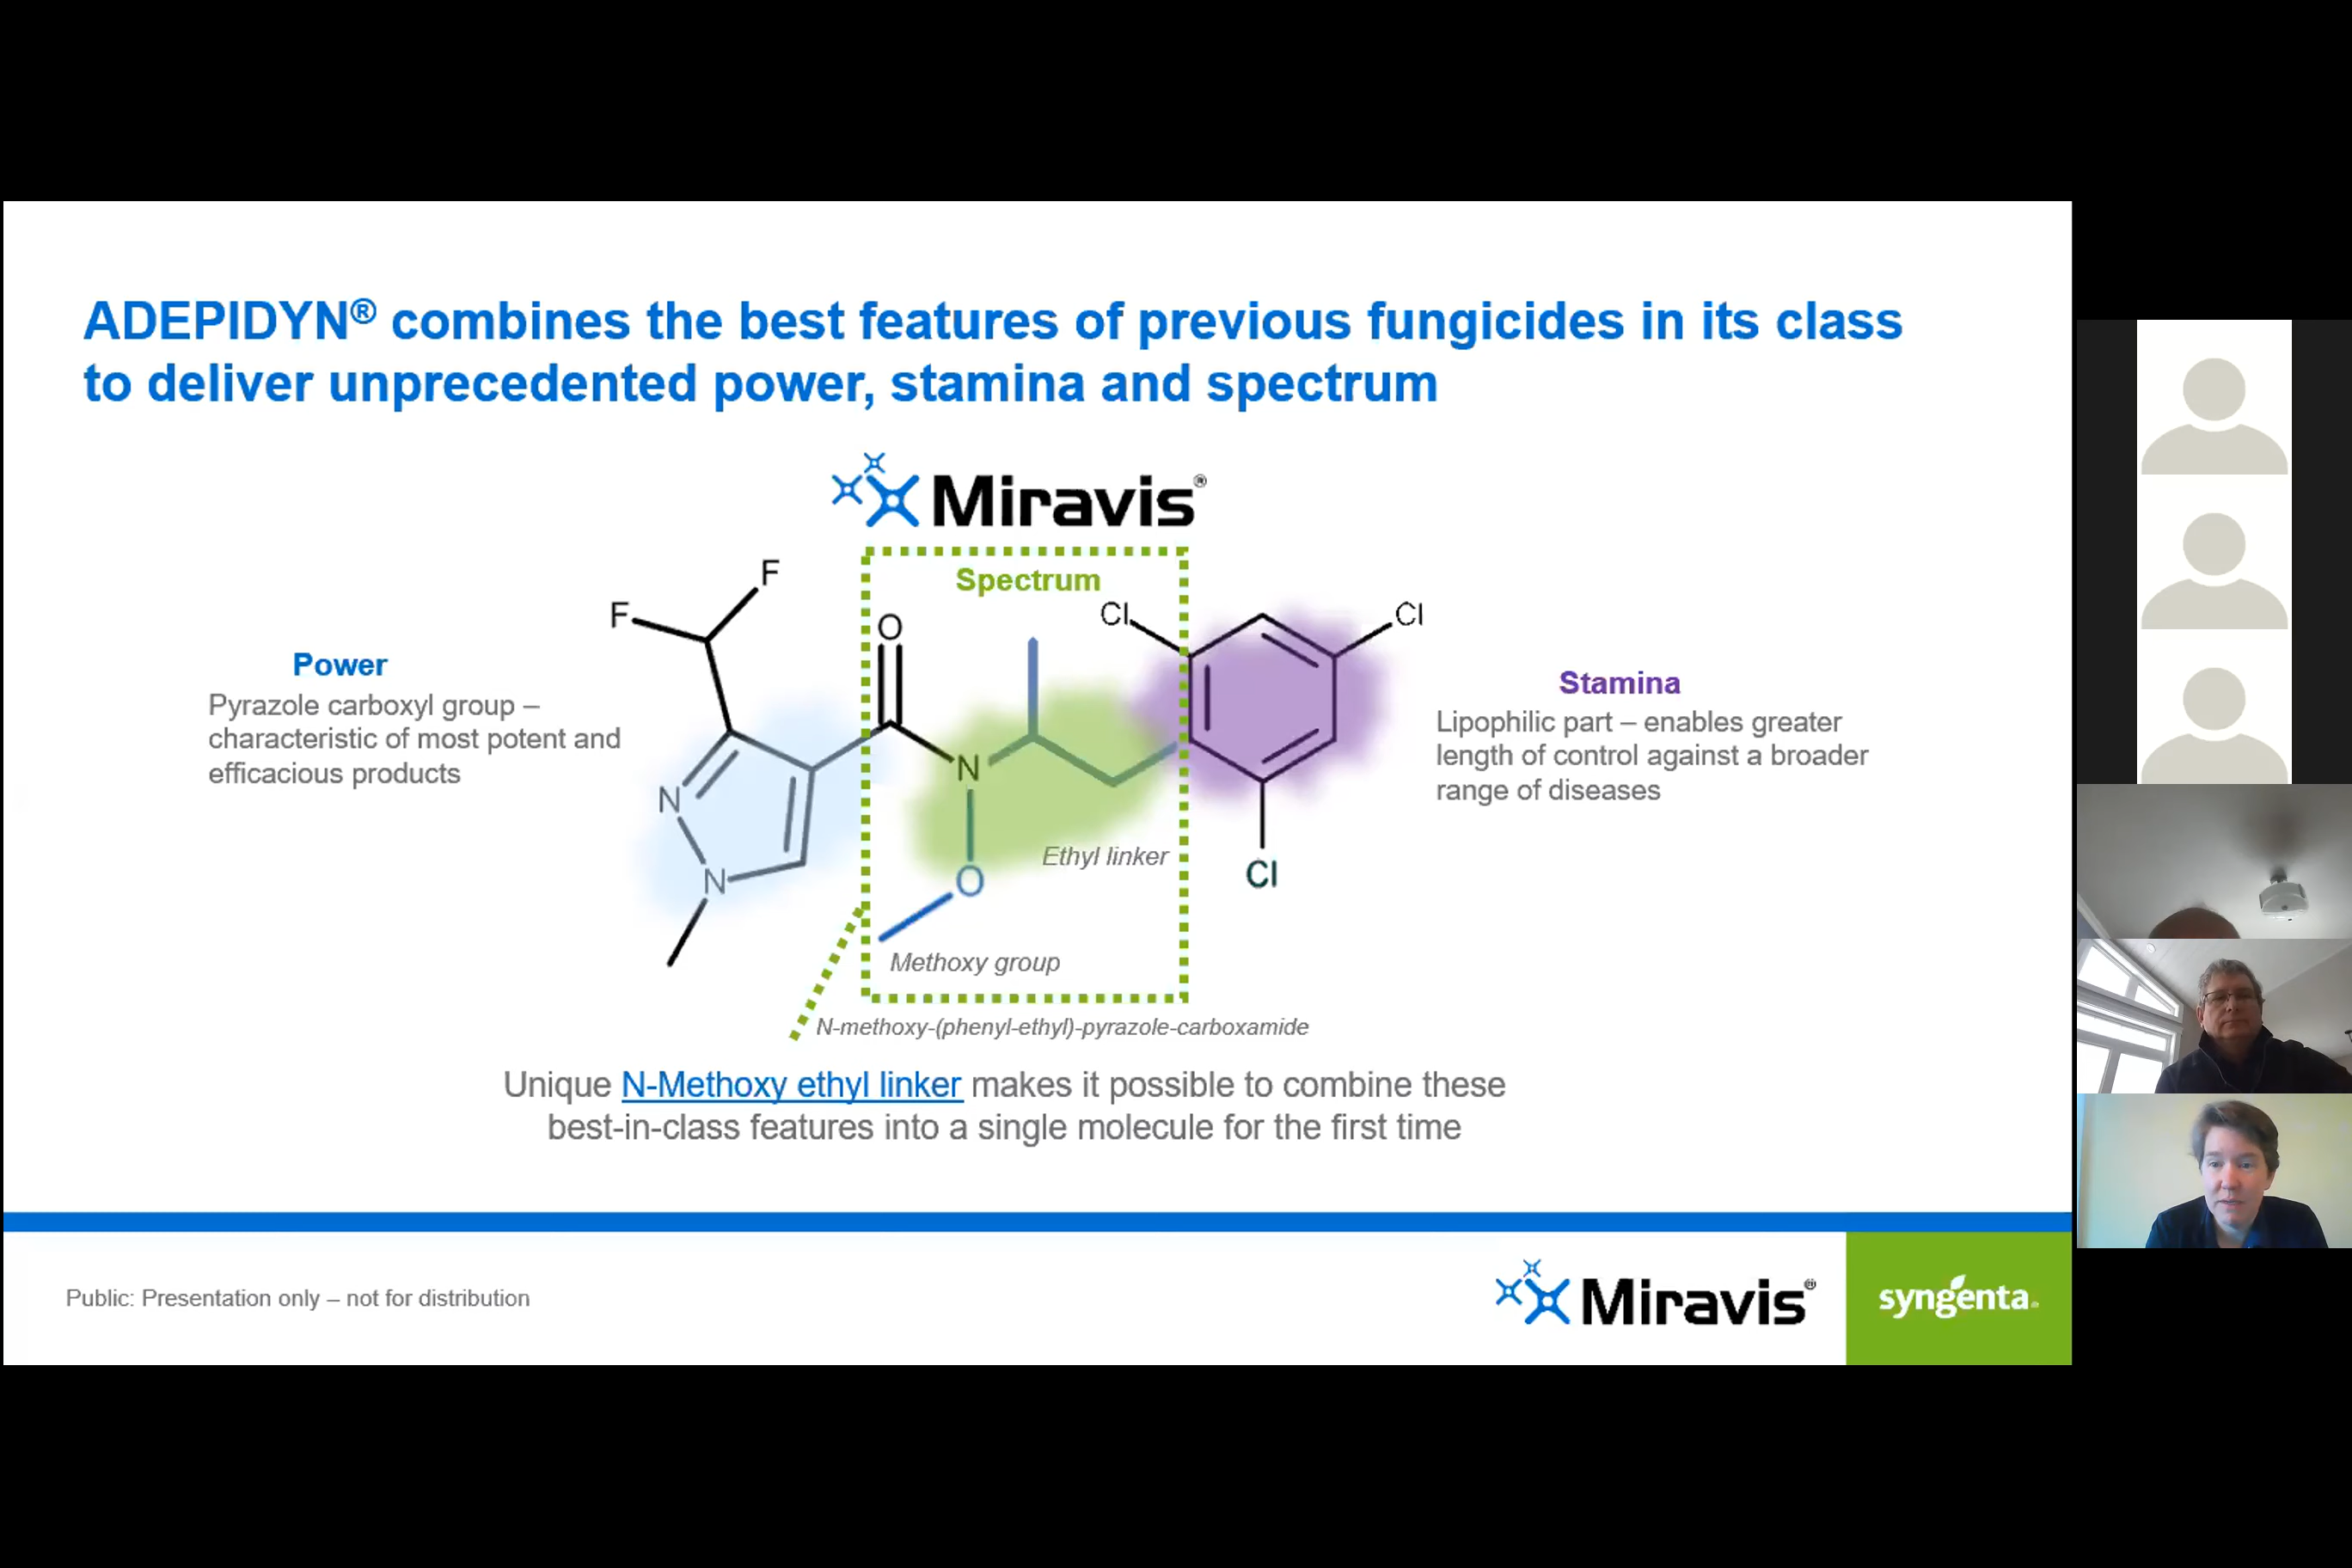 ADEPIDYN® combines the best features of previous fungicides in its class
to deliver unprecedented power, stamina and spectrum
Miravis®
Spectrum
F
F
O
Cl
Cl
Power
Pyrazole carboxyl group –
characteristic of most potent and
efficacious products
Stamina
Lipophilic part – enables greater
length of control against a broader
range of diseases
N
N
N
O
Cl
Ethyl linker
Methoxy group
N-methoxy-(phenyl-ethyl)-pyrazole-carboxamide
Unique N-Methoxy ethyl linker makes it possible to combine these
best-in-class features into a single molecule for the first time
Public: Presentation only – not for distribution
Miravis®
syngenta®